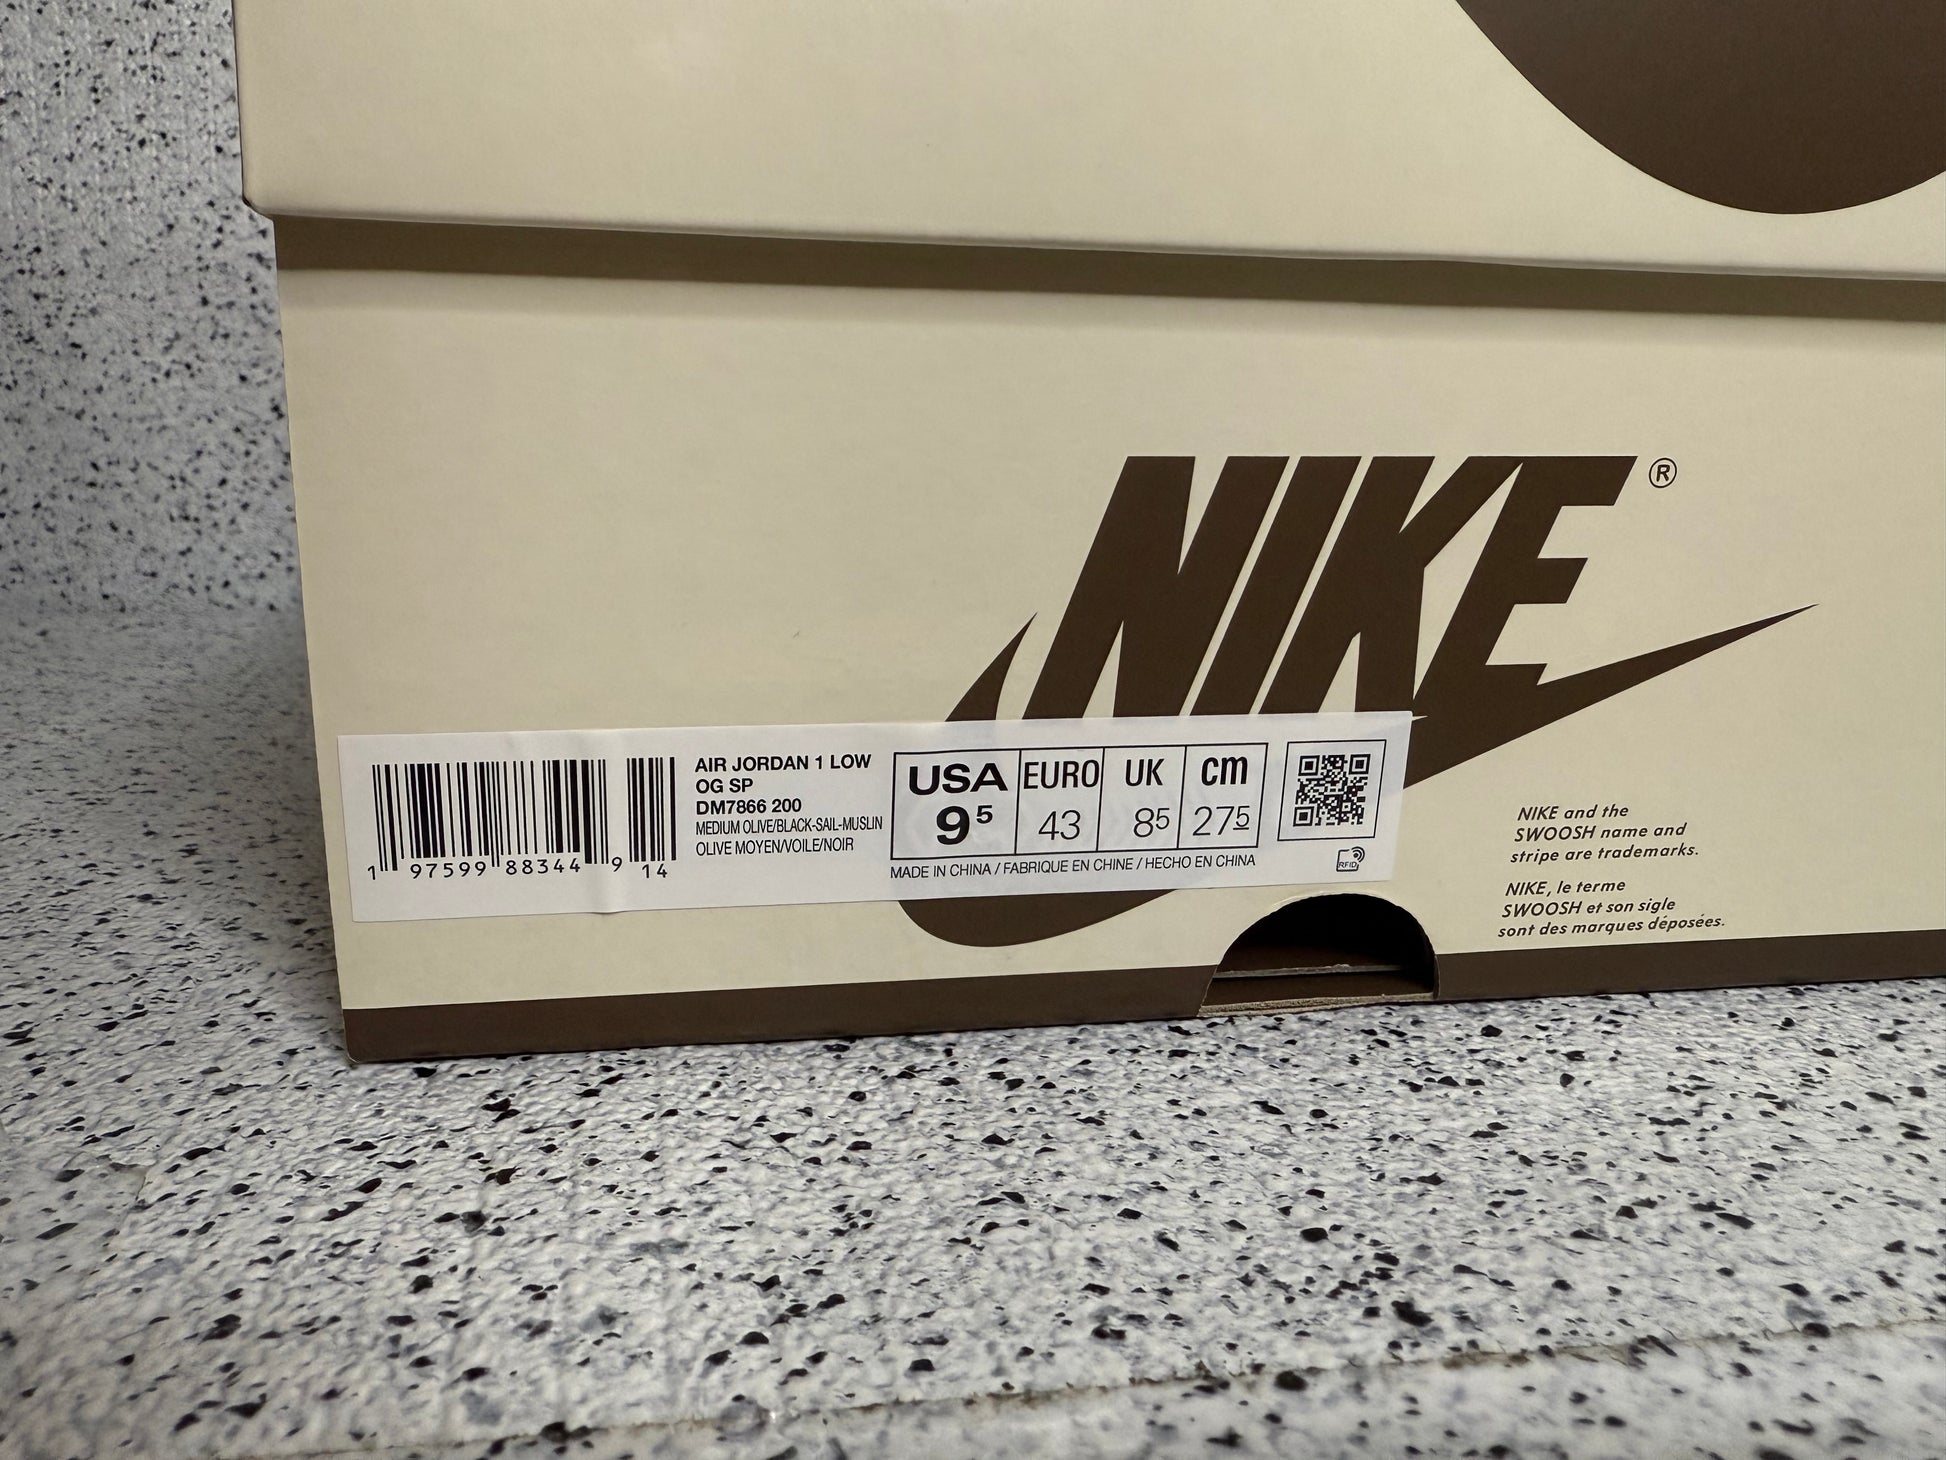 NIKE®
AIR JORDAN 1 LOW
OG SP
DM7866 200
MEDIUM OLIVE/BLACK-SAIL-MUSLIN
OLIVE MOYEN/VOILE/NOIR
1 97599 88344 9 14
USA EURO UK cm
9⁵ 43 8⁵ 27⁵
MADE IN CHINA / FABRIQUE EN CHINE / HECHO EN CHINA
RFID
NIKE and the
SWOOSH name and
stripe are trademarks.
NIKE, le terme
SWOOSH et son sigle
sont des marques déposées.